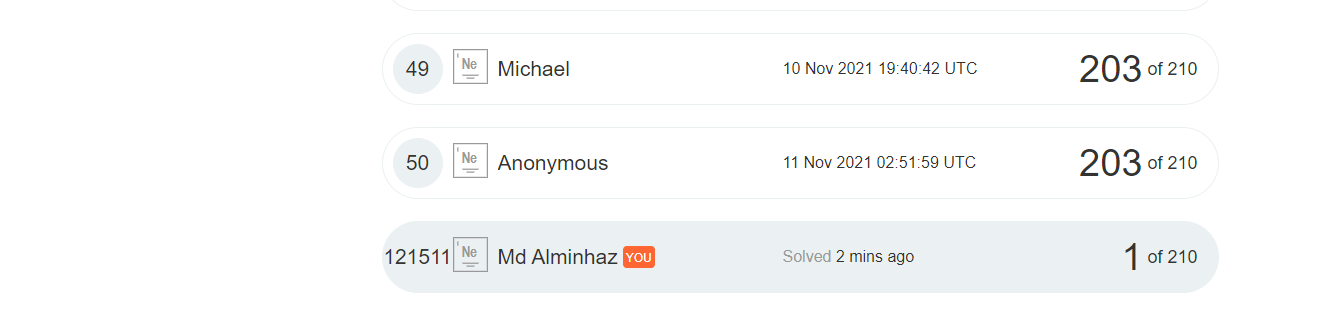 49 Ne Michael 10 Nov 2021 19:40:42 UTC 203 of 210
50 Ne Anonymous 11 Nov 2021 02:51:59 UTC 203 of 210
121511 Ne Md Alminhaz YOU Solved 2 mins ago 1 of 210